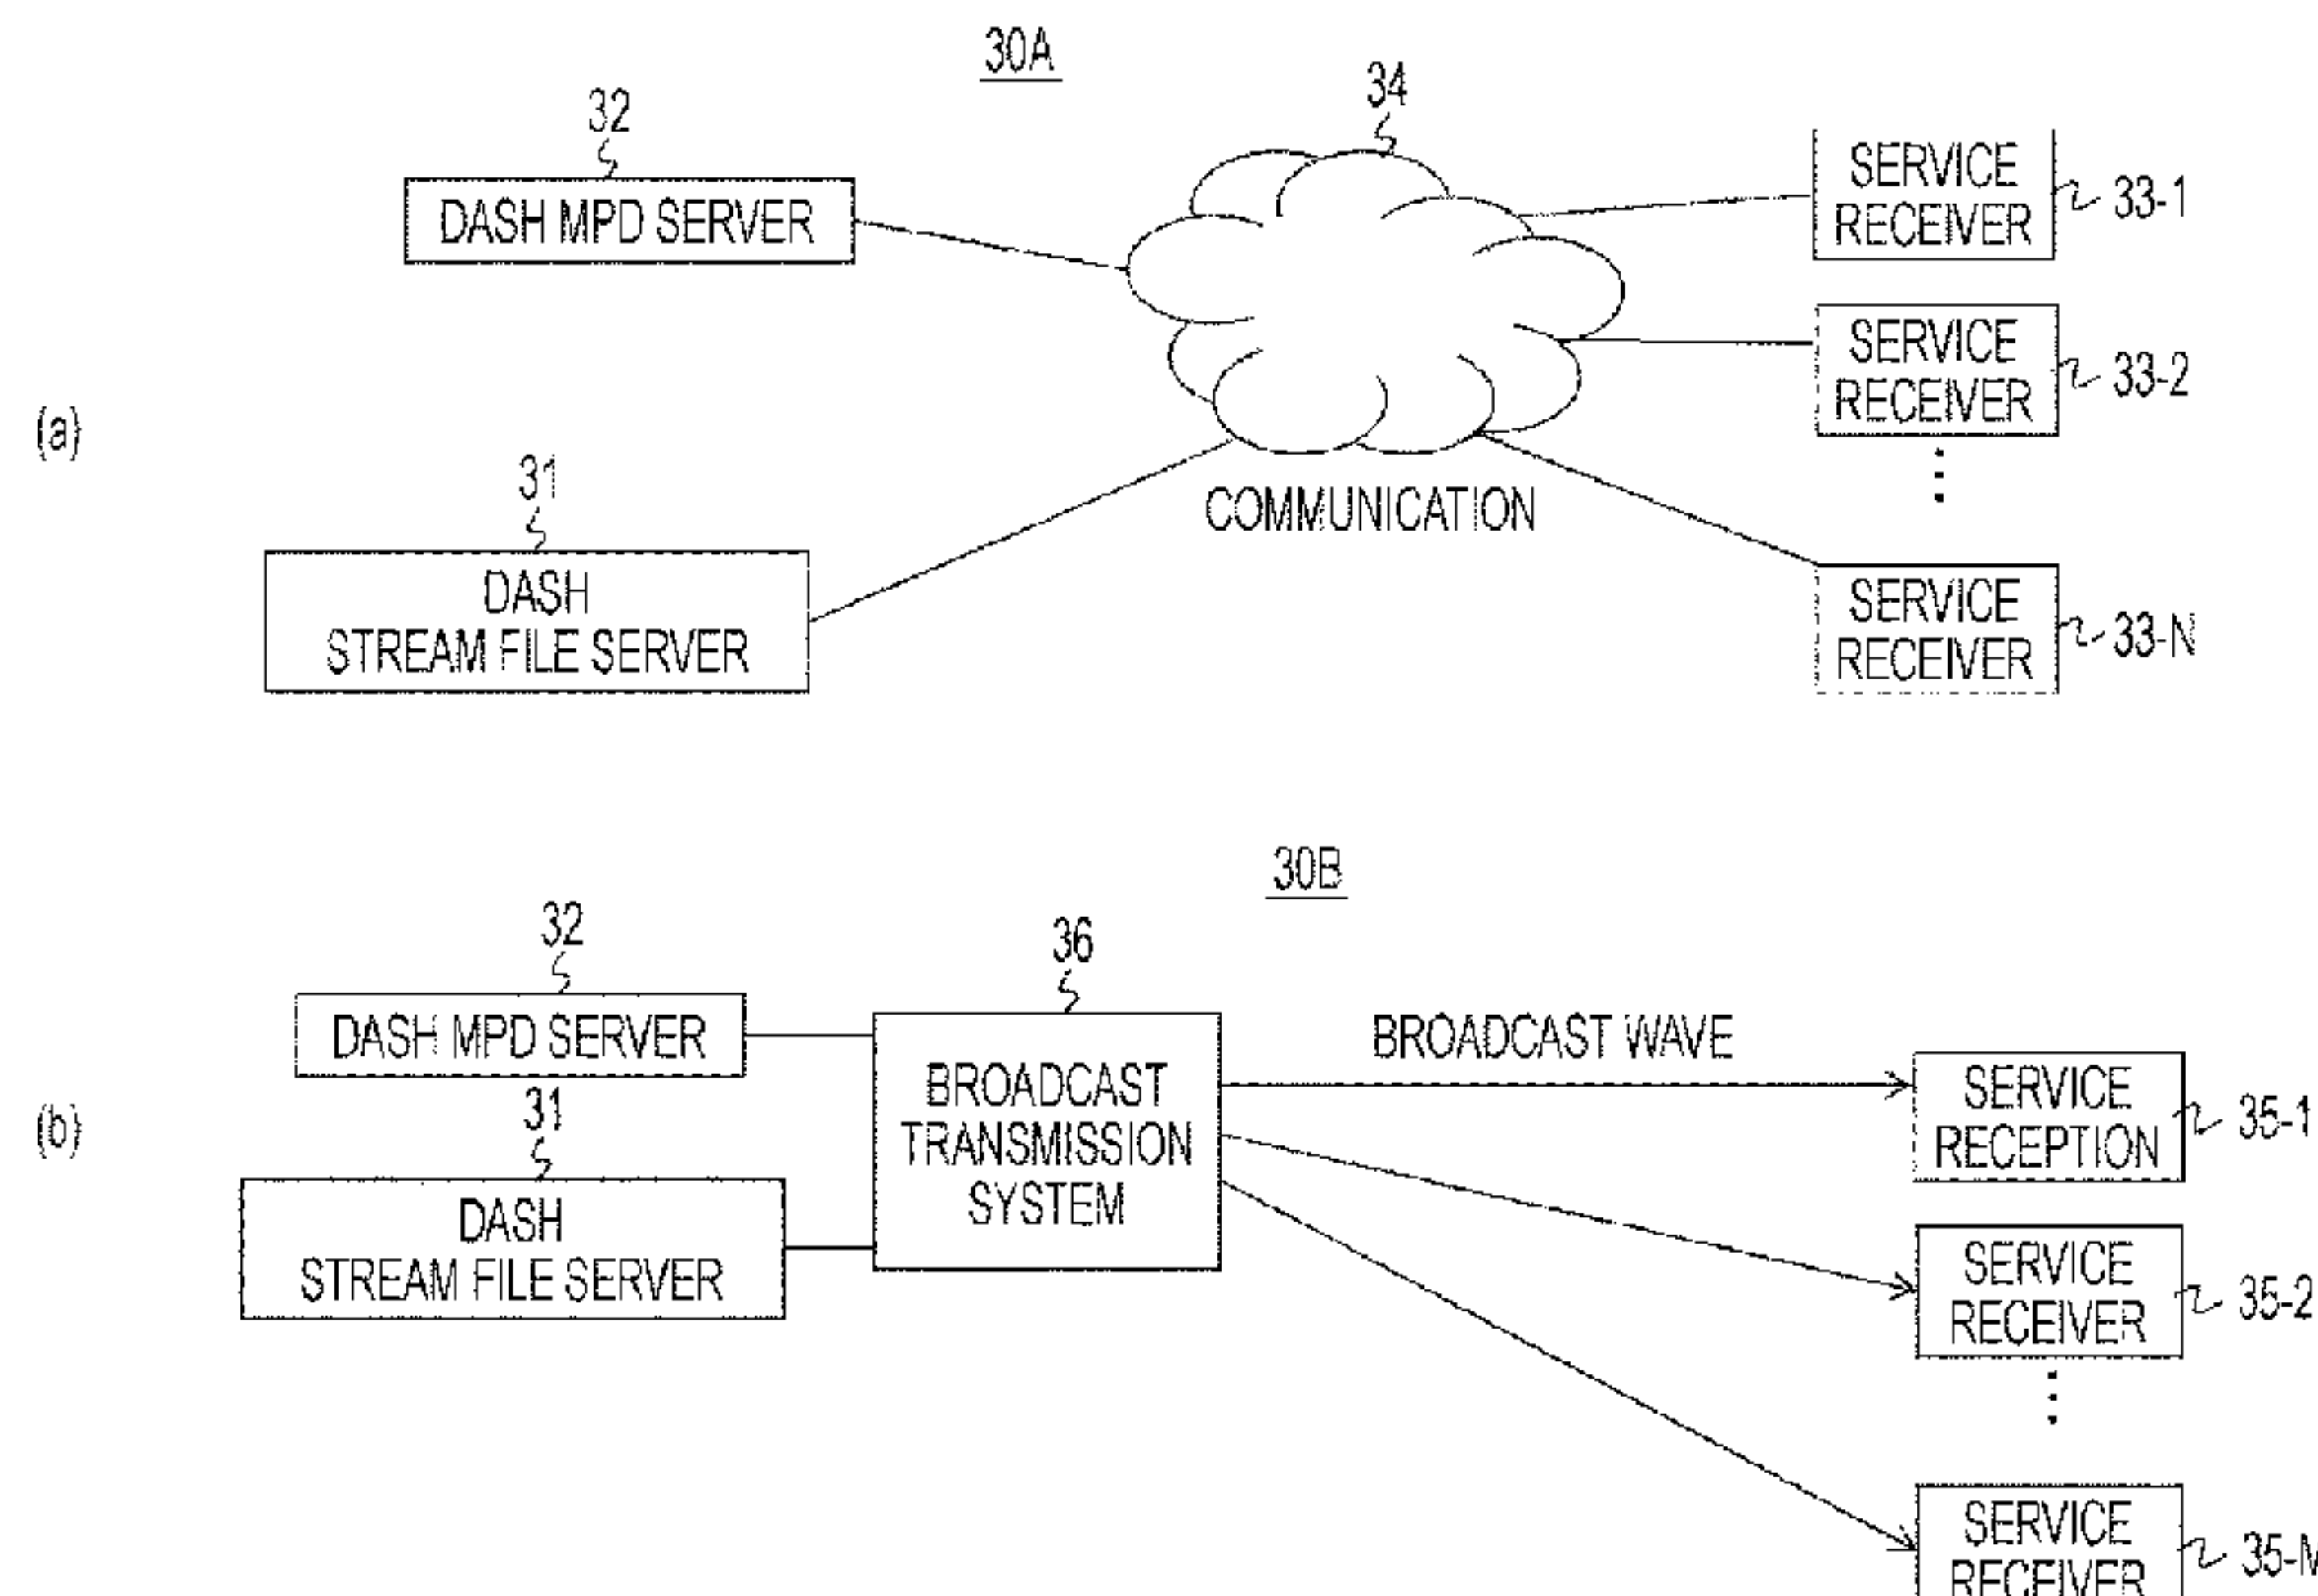 30A
32
34
DASH MPD SERVER
SERVICE
RECEIVER
33-1
SERVICE
RECEIVER
33-2
(a)
31
COMMUNICATION
DASH
STREAM FILE SERVER
SERVICE
RECEIVER
33-N
30B
32
36
DASH MPD SERVER
BROADCAST WAVE
BROADCAST
TRANSMISSION
SYSTEM
SERVICE
RECEPTION
35-1
(b)
31
DASH
STREAM FILE SERVER
SERVICE
RECEIVER
35-2
SERVICE
RECEIVER
35-M